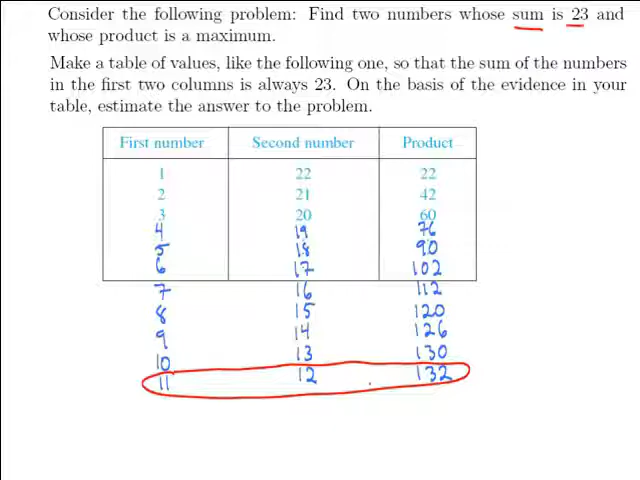 Consider the following problem: Find two numbers whose sum is 23 and
whose product is a maximum.
Make a table of values, like the following one, so that the sum of the numbers
in the first two columns is always 23. On the basis of the evidence in your
table, estimate the answer to the problem.
First number Second number Product
1 22 22
2 21 42
3 20 60
4 19 76
5 18 90
6 17 102
7 16 112
8 15 120
9 14 126
10 13 130
11 12 132